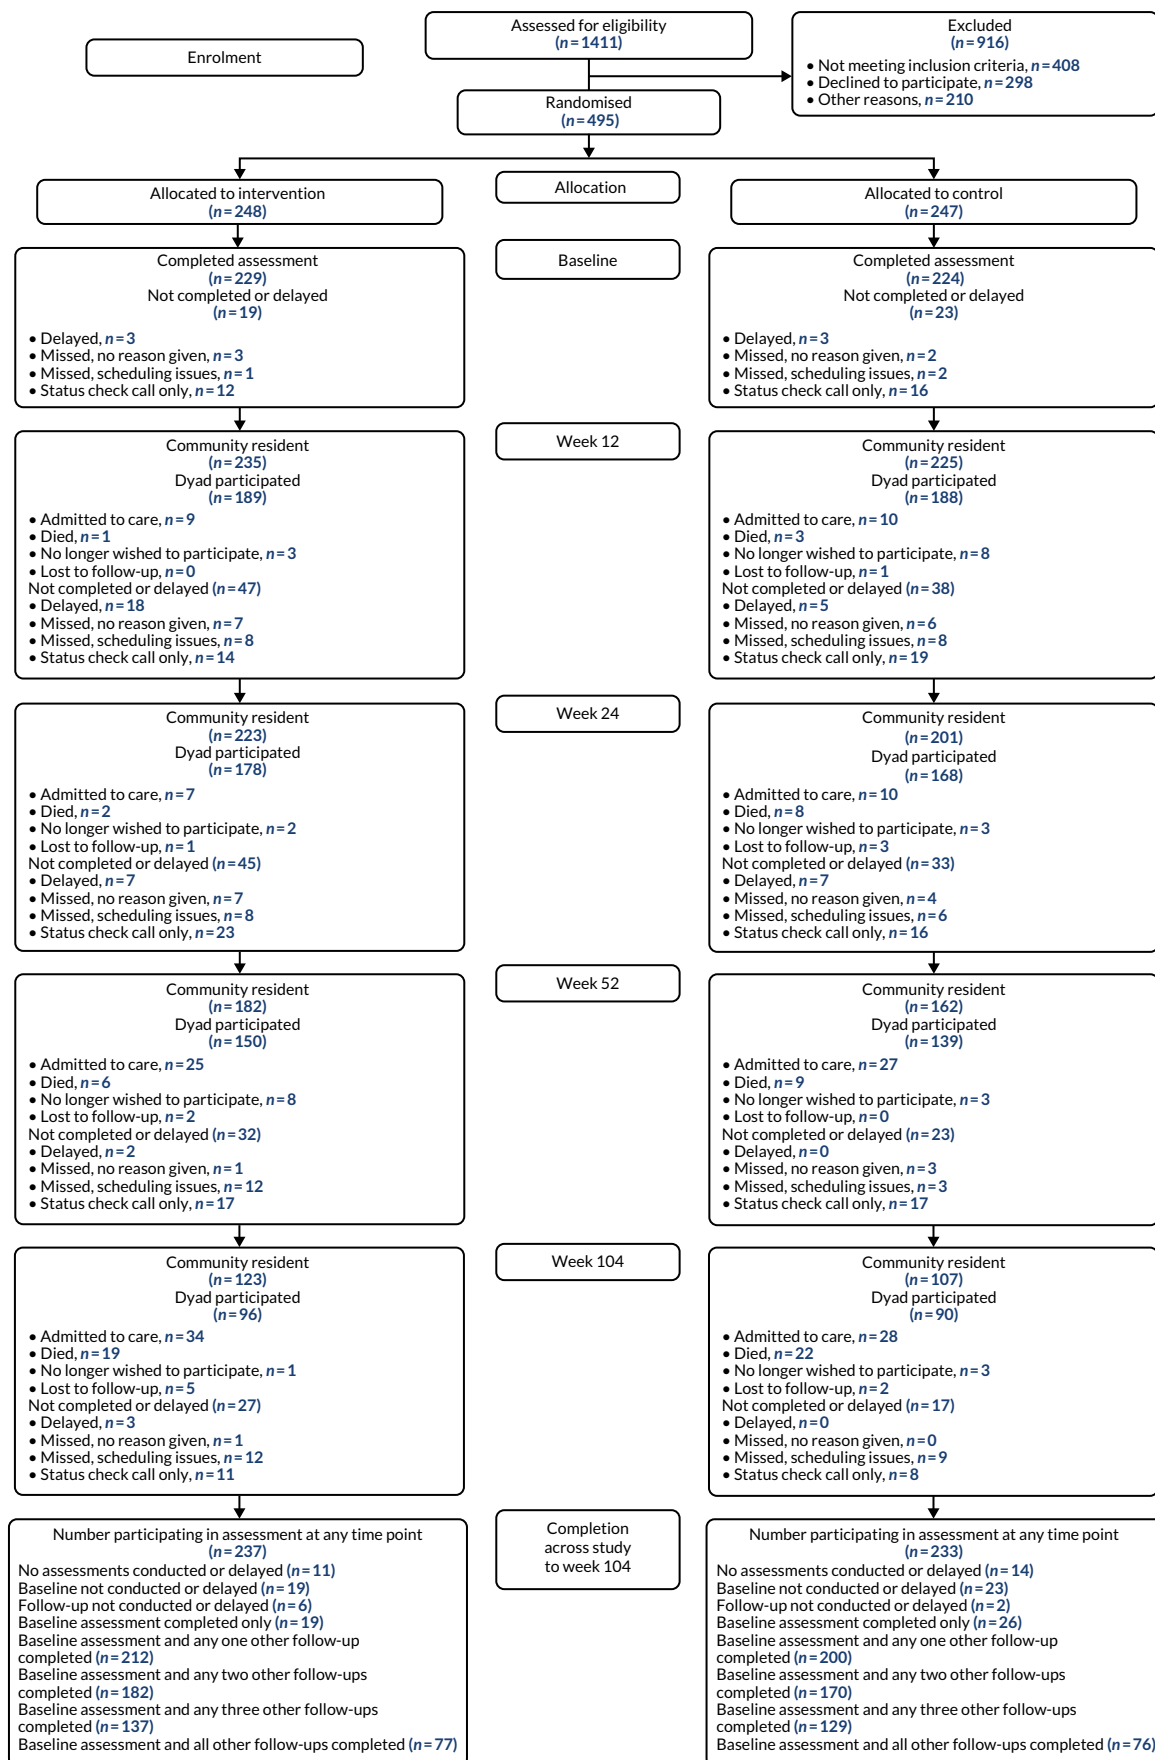 Enrolment
Assessed for eligibility
(n=1411)
Excluded
(n=916)
• Not meeting inclusion criteria, n=408
• Declined to participate, n=298
• Other reasons, n=210
Randomised
(n=495)
Allocation
Allocated to intervention
(n=248)
Allocated to control
(n=247)
Baseline
Completed assessment
(n=229)
Not completed or delayed
(n=19)
• Delayed, n=3
• Missed, no reason given, n=3
• Missed, scheduling issues, n=1
• Status check call only, n=12
Completed assessment
(n=224)
Not completed or delayed
(n=23)
• Delayed, n=3
• Missed, no reason given, n=2
• Missed, scheduling issues, n=2
• Status check call only, n=16
Week 12
Community resident
(n=235)
Dyad participated
(n=189)
• Admitted to care, n=9
• Died, n=1
• No longer wished to participate, n=3
• Lost to follow-up, n=0
Not completed or delayed (n=47)
• Delayed, n=18
• Missed, no reason given, n=7
• Missed, scheduling issues, n=8
• Status check call only, n=14
Community resident
(n=225)
Dyad participated
(n=188)
• Admitted to care, n=10
• Died, n=3
• No longer wished to participate, n=8
• Lost to follow-up, n=1
Not completed or delayed (n=38)
• Delayed, n=5
• Missed, no reason given, n=6
• Missed, scheduling issues, n=8
• Status check call only, n=19
Week 24
Community resident
(n=223)
Dyad participated
(n=178)
• Admitted to care, n=7
• Died, n=2
• No longer wished to participate, n=2
• Lost to follow-up, n=1
Not completed or delayed (n=45)
• Delayed, n=7
• Missed, no reason given, n=7
• Missed, scheduling issues, n=8
• Status check call only, n=23
Community resident
(n=201)
Dyad participated
(n=168)
• Admitted to care, n=10
• Died, n=8
• No longer wished to participate, n=3
• Lost to follow-up, n=3
Not completed or delayed (n=33)
• Delayed, n=7
• Missed, no reason given, n=4
• Missed, scheduling issues, n=6
• Status check call only, n=16
Week 52
Community resident
(n=182)
Dyad participated
(n=150)
• Admitted to care, n=25
• Died, n=6
• No longer wished to participate, n=8
• Lost to follow-up, n=2
Not completed or delayed (n=32)
• Delayed, n=2
• Missed, no reason given, n=1
• Missed, scheduling issues, n=12
• Status check call only, n=17
Community resident
(n=162)
Dyad participated
(n=139)
• Admitted to care, n=27
• Died, n=9
• No longer wished to participate, n=3
• Lost to follow-up, n=0
Not completed or delayed (n=23)
• Delayed, n=0
• Missed, no reason given, n=3
• Missed, scheduling issues, n=3
• Status check call only, n=17
Week 104
Community resident
(n=123)
Dyad participated
(n=96)
• Admitted to care, n=34
• Died, n=19
• No longer wished to participate, n=1
• Lost to follow-up, n=5
Not completed or delayed (n=27)
• Delayed, n=3
• Missed, no reason given, n=1
• Missed, scheduling issues, n=12
• Status check call only, n=11
Community resident
(n=107)
Dyad participated
(n=90)
• Admitted to care, n=28
• Died, n=22
• No longer wished to participate, n=3
• Lost to follow-up, n=2
Not completed or delayed (n=17)
• Delayed, n=0
• Missed, no reason given, n=0
• Missed, scheduling issues, n=9
• Status check call only, n=8
Completion
across study
to week 104
Number participating in assessment at any time point
(n=237)
No assessments conducted or delayed (n=11)
Baseline not conducted or delayed (n=19)
Follow-up not conducted or delayed (n=6)
Baseline assessment completed only (n=19)
Baseline assessment and any one other follow-up
completed (n=212)
Baseline assessment and any two other follow-ups
completed (n=182)
Baseline assessment and any three other follow-ups
completed (n=137)
Baseline assessment and all other follow-ups completed (n=77)
Number participating in assessment at any time point
(n=233)
No assessments conducted or delayed (n=14)
Baseline not conducted or delayed (n=23)
Follow-up not conducted or delayed (n=2)
Baseline assessment completed only (n=26)
Baseline assessment and any one other follow-up
completed (n=200)
Baseline assessment and any two other follow-ups
completed (n=170)
Baseline assessment and any three other follow-ups
completed (n=129)
Baseline assessment and all other follow-ups completed (n=76)